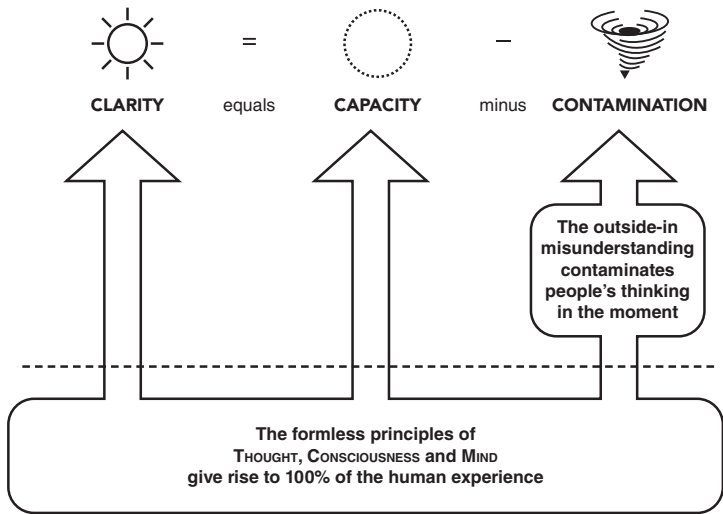 = −
CLARITY equals CAPACITY minus CONTAMINATION
The outside-in
misunderstanding
contaminates
people’s thinking
in the moment
The formless principles of
THOUGHT, CONSCIOUSNESS and MIND
give rise to 100% of the human experience